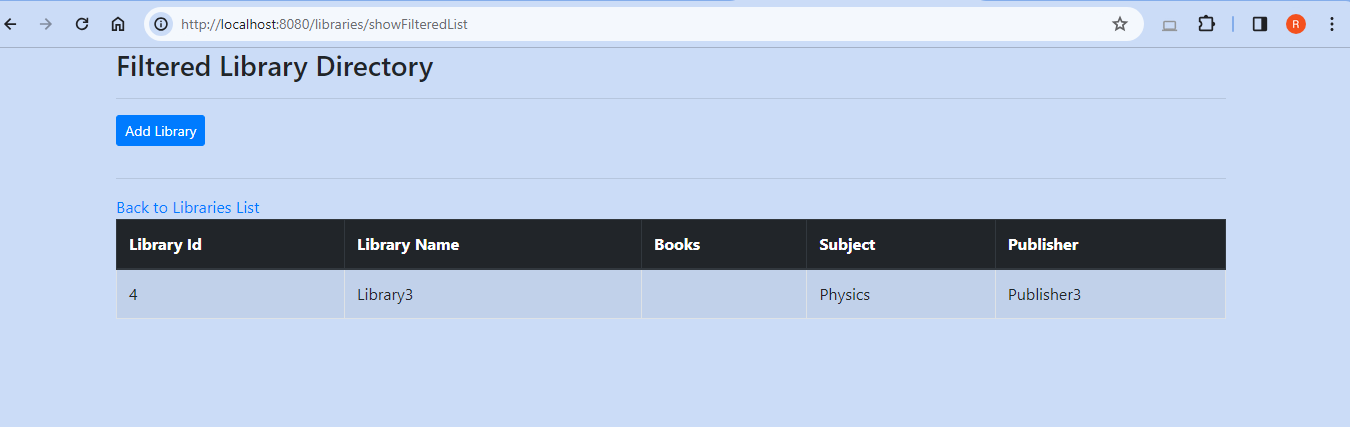 http://localhost:8080/libraries/showFilteredList
R
Filtered Library Directory
Add Library
Back to Libraries List
Library Id Library Name Books Subject Publisher
4 Library3 Physics Publisher3